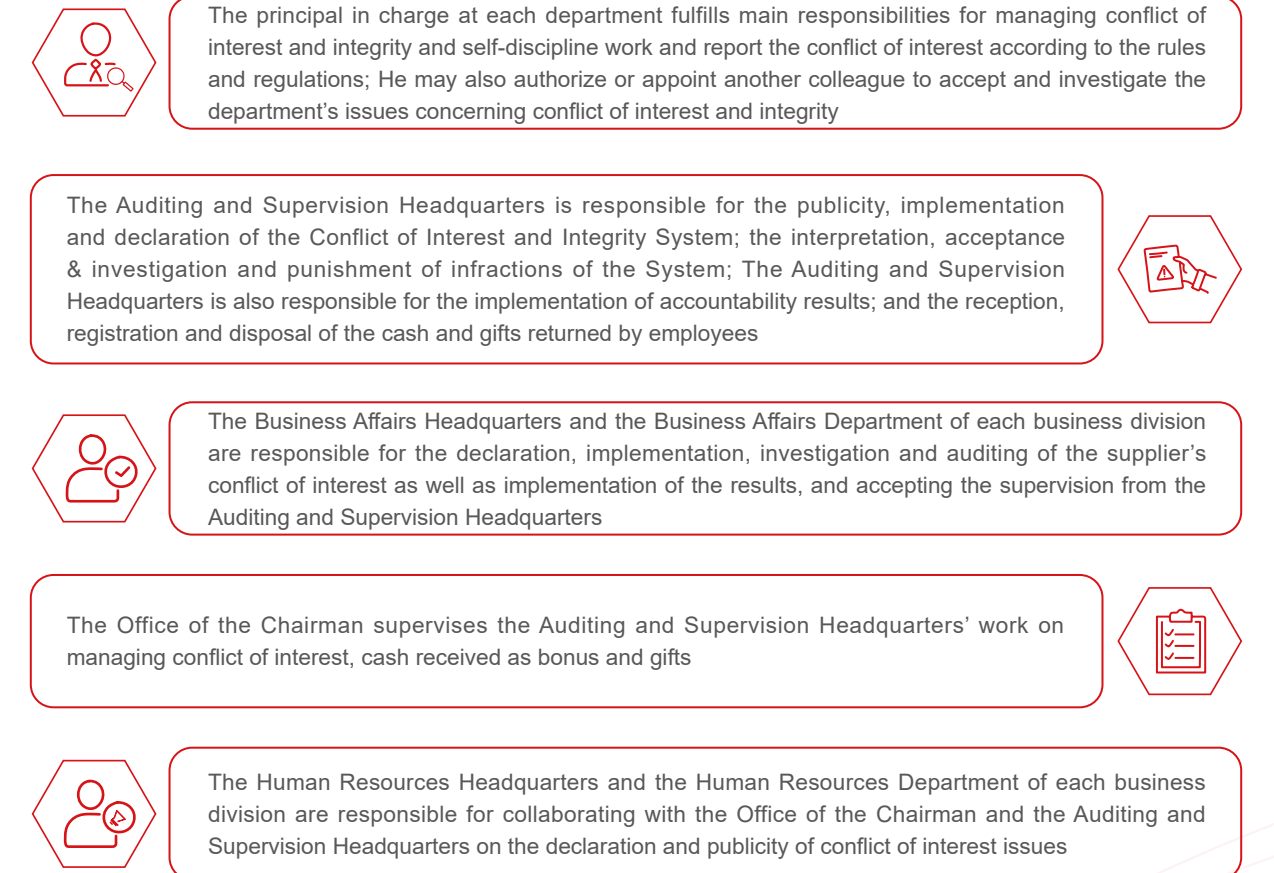 The principal in charge at each department fulfills main responsibilities for managing conflict of
interest and integrity and self-discipline work and report the conflict of interest according to the rules
and regulations; He may also authorize or appoint another colleague to accept and investigate the
department’s issues concerning conflict of interest and integrity
The Auditing and Supervision Headquarters is responsible for the publicity, implementation
and declaration of the Conflict of Interest and Integrity System; the interpretation, acceptance
& investigation and punishment of infractions of the System; The Auditing and Supervision
Headquarters is also responsible for the implementation of accountability results; and the reception,
registration and disposal of the cash and gifts returned by employees
The Business Affairs Headquarters and the Business Affairs Department of each business division
are responsible for the declaration, implementation, investigation and auditing of the supplier’s
conflict of interest as well as implementation of the results, and accepting the supervision from the
Auditing and Supervision Headquarters
The Office of the Chairman supervises the Auditing and Supervision Headquarters’ work on
managing conflict of interest, cash received as bonus and gifts
The Human Resources Headquarters and the Human Resources Department of each business
division are responsible for collaborating with the Office of the Chairman and the Auditing and
Supervision Headquarters on the declaration and publicity of conflict of interest issues